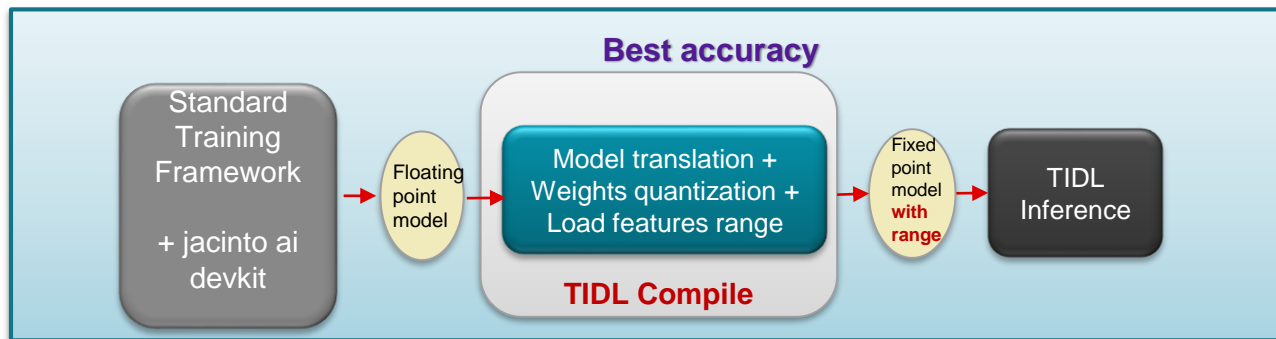 Best accuracy
Standard
Training
Framework
+ jacinto ai
devkit
Floating
point
model
Model translation +
Weights quantization +
Load features range
TIDL Compile
Fixed
point
model
with
range
TIDL
Inference